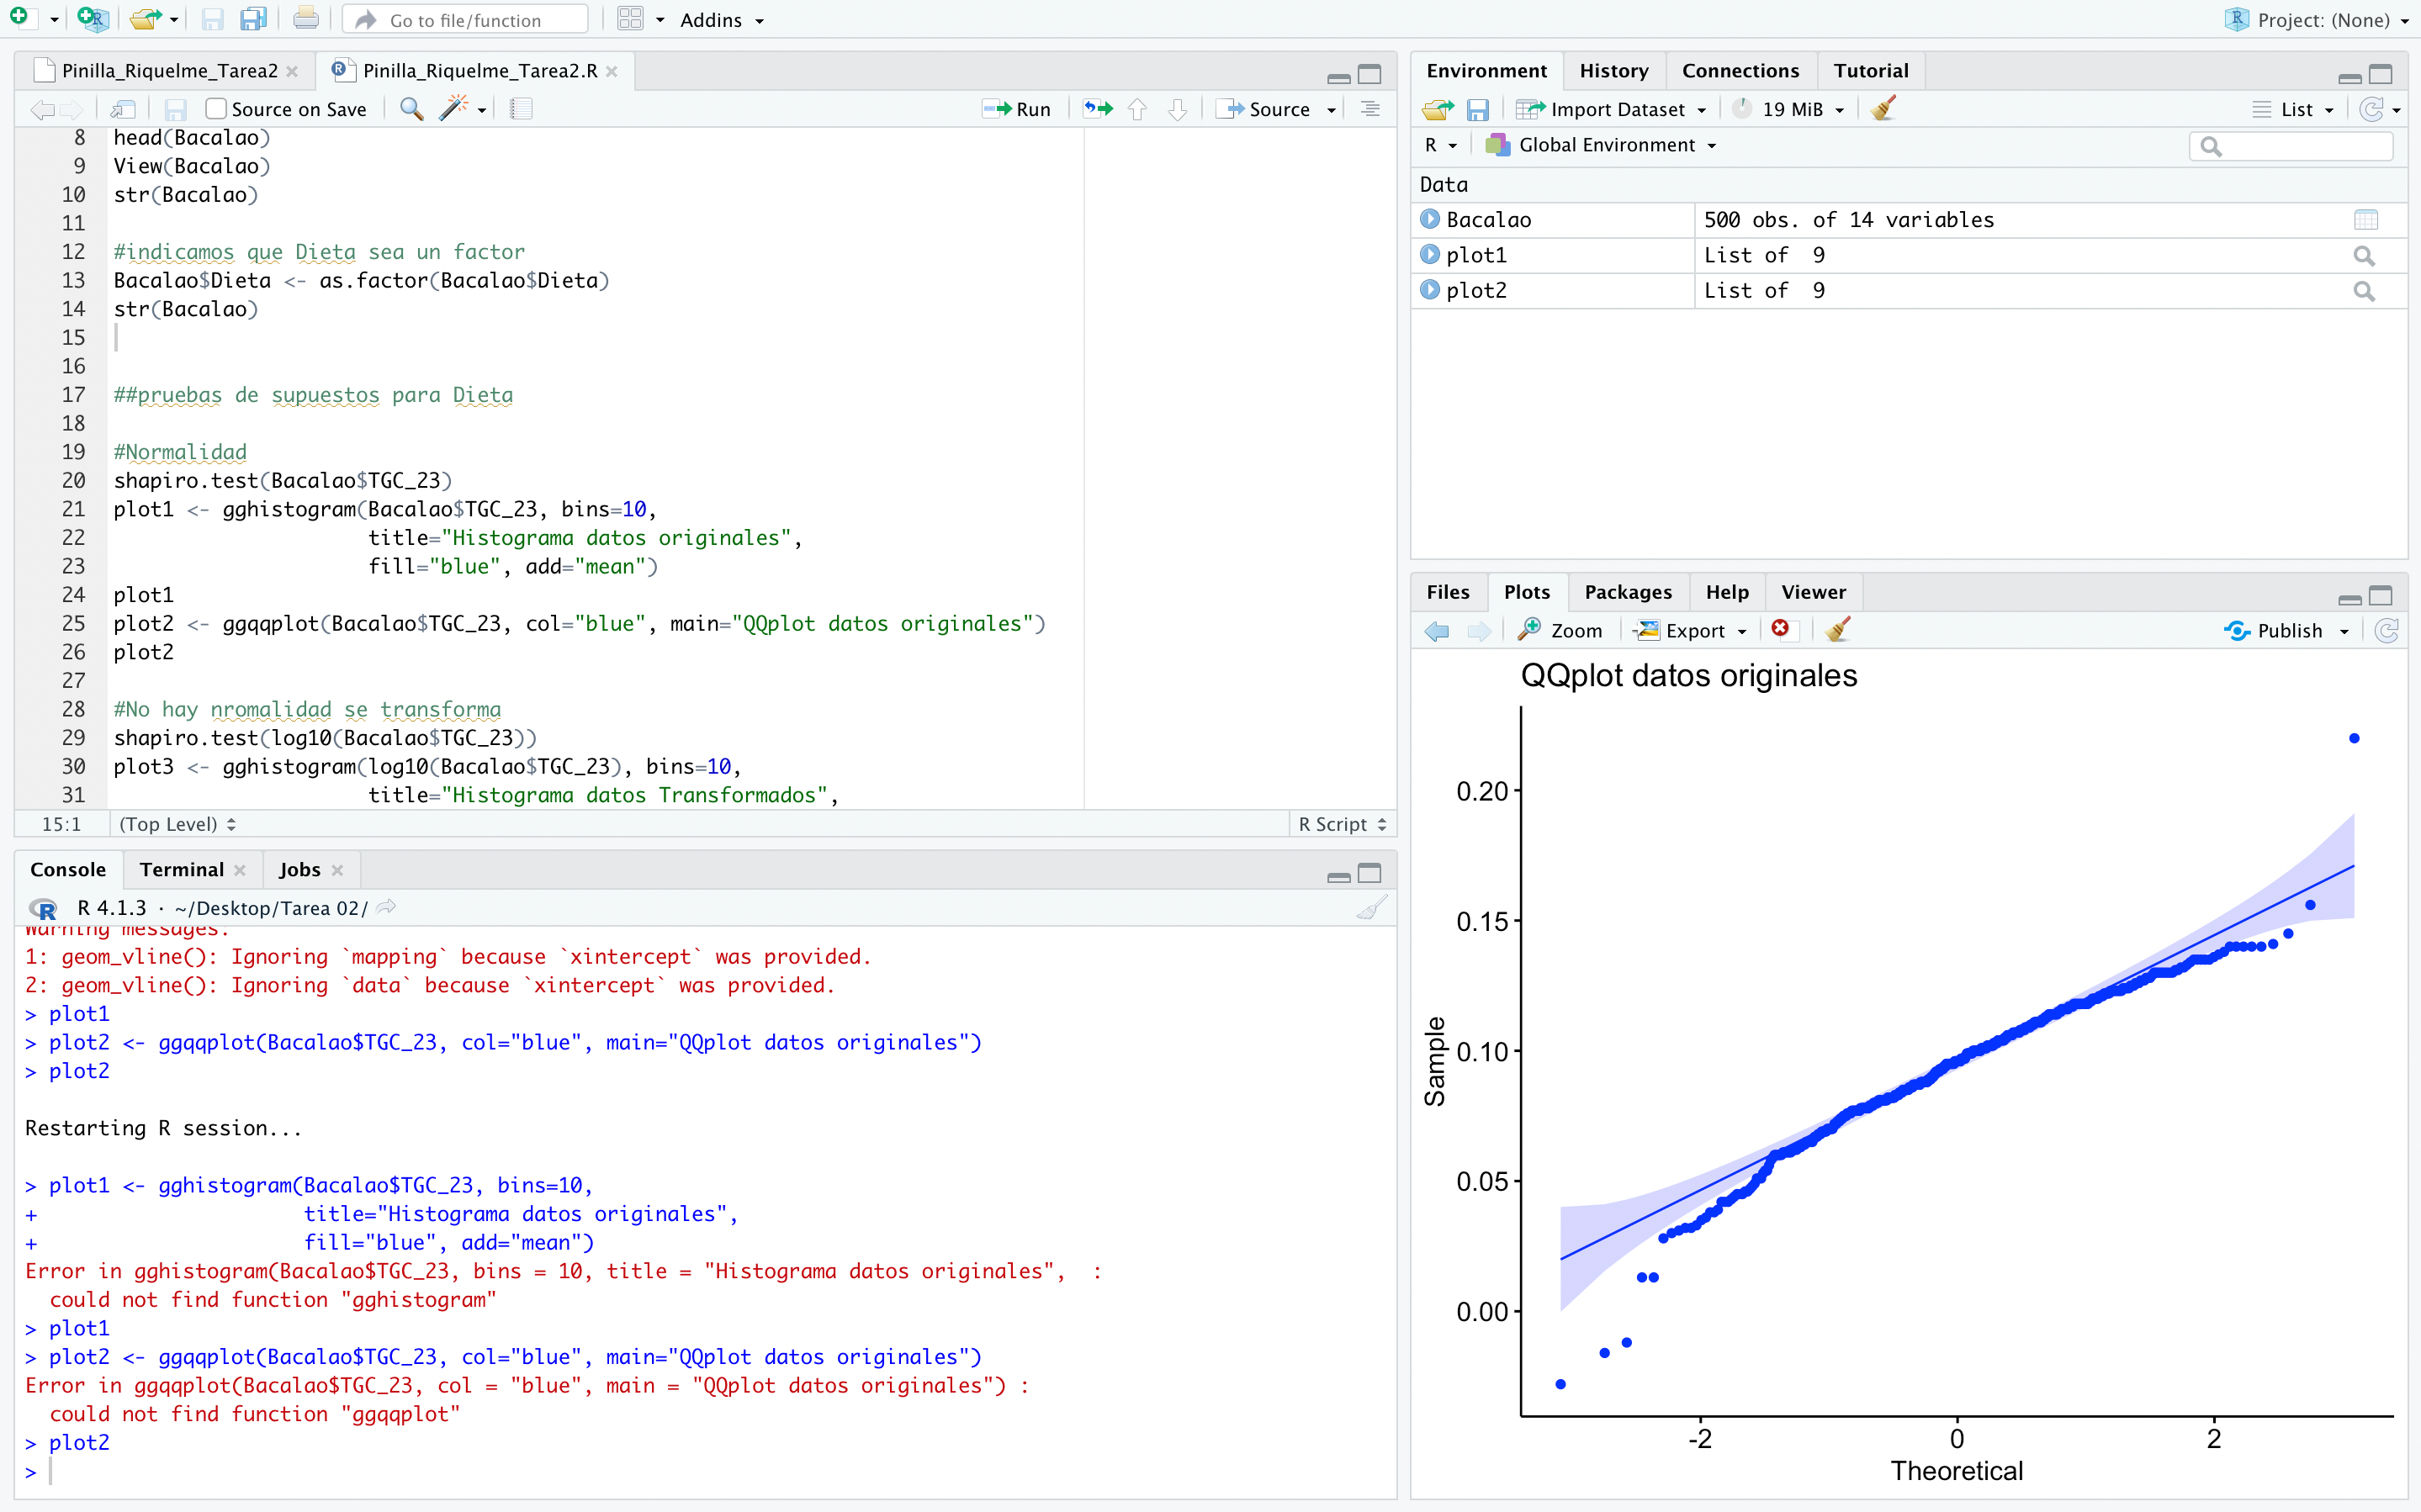 Go to file/function
Addins
Project: (None)
Pinilla_Riquelme_Tarea2
Pinilla_Riquelme_Tarea2.R
Source on Save
Run
Source
8 head(Bacalao)
9 View(Bacalao)
10 str(Bacalao)
11
12 #indicamos que Dieta sea un factor
13 Bacalao$Dieta <- as.factor(Bacalao$Dieta)
14 str(Bacalao)
15
16
17 ##pruebas de supuestos para Dieta
18
19 #Normalidad
20 shapiro.test(Bacalao$TGC_23)
21 plot1 <- gghistogram(Bacalao$TGC_23, bins=10,
22 title="Histograma datos originales",
23 fill="blue", add="mean")
24 plot1
25 plot2 <- ggqqplot(Bacalao$TGC_23, col="blue", main="QQplot datos originales")
26 plot2
27
28 #No hay nromalidad se transforma
29 shapiro.test(log10(Bacalao$TGC_23))
30 plot3 <- gghistogram(log10(Bacalao$TGC_23), bins=10,
31 title="Histograma datos Transformados",
15:1 (Top Level) R Script
Console Terminal Jobs
R 4.1.3 · ~/Desktop/Tarea 02/
Warning messages:
1: geom_vline(): Ignoring `mapping` because `xintercept` was provided.
2: geom_vline(): Ignoring `data` because `xintercept` was provided.
> plot1
> plot2 <- ggqqplot(Bacalao$TGC_23, col="blue", main="QQplot datos originales")
> plot2
Restarting R session...
> plot1 <- gghistogram(Bacalao$TGC_23, bins=10,
+ title="Histograma datos originales",
+ fill="blue", add="mean")
Error in gghistogram(Bacalao$TGC_23, bins = 10, title = "Histograma datos originales", :
could not find function "gghistogram"
> plot1
> plot2 <- ggqqplot(Bacalao$TGC_23, col="blue", main="QQplot datos originales")
Error in ggqqplot(Bacalao$TGC_23, col = "blue", main = "QQplot datos originales") :
could not find function "ggqqplot"
> plot2
>
Environment History Connections Tutorial
Import Dataset 19 MiB List
R Global Environment
Data
Bacalao 500 obs. of 14 variables
plot1 List of 9
plot2 List of 9
Files Plots Packages Help Viewer
Zoom Export Publish
QQplot datos originales
0.20
0.15
0.10
0.05
0.00
Sample
-2 0 2
Theoretical